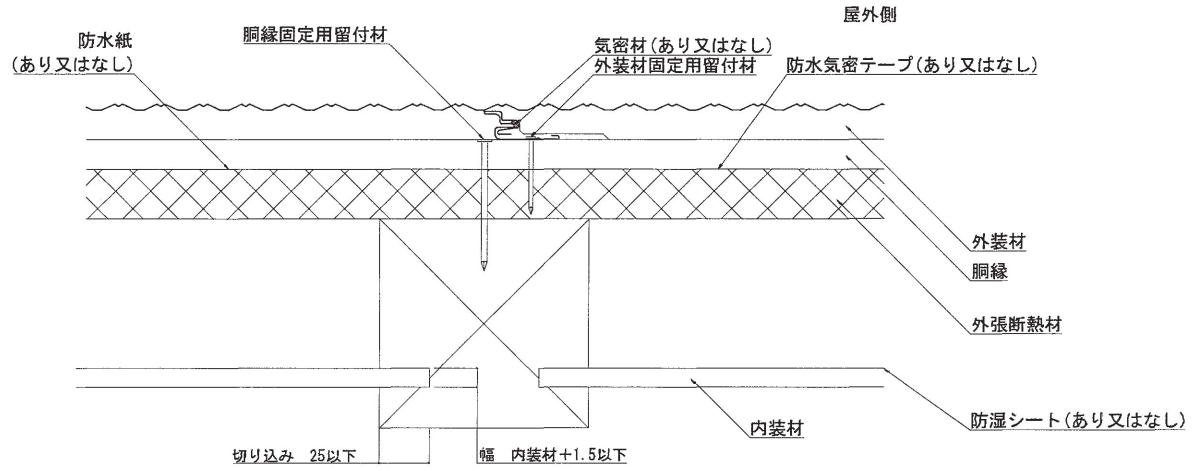 屋外側
防水紙
(あり又はなし)
胴縁固定用留付材
気密材(あり又はなし)
外装材固定用留付材
防水気密テープ(あり又はなし)
外装材
胴縁
外張断熱材
防湿シート(あり又はなし)
内装材
切り込み 25以下
幅 内装材+1.5以下